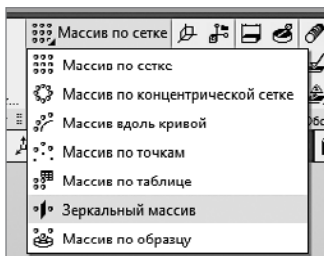 Массив по сетке
Массив по сетке
Массив по концентрической сетке
Массив вдоль кривой
Массив по точкам
Массив по таблице
Зеркальный массив
Массив по образцу